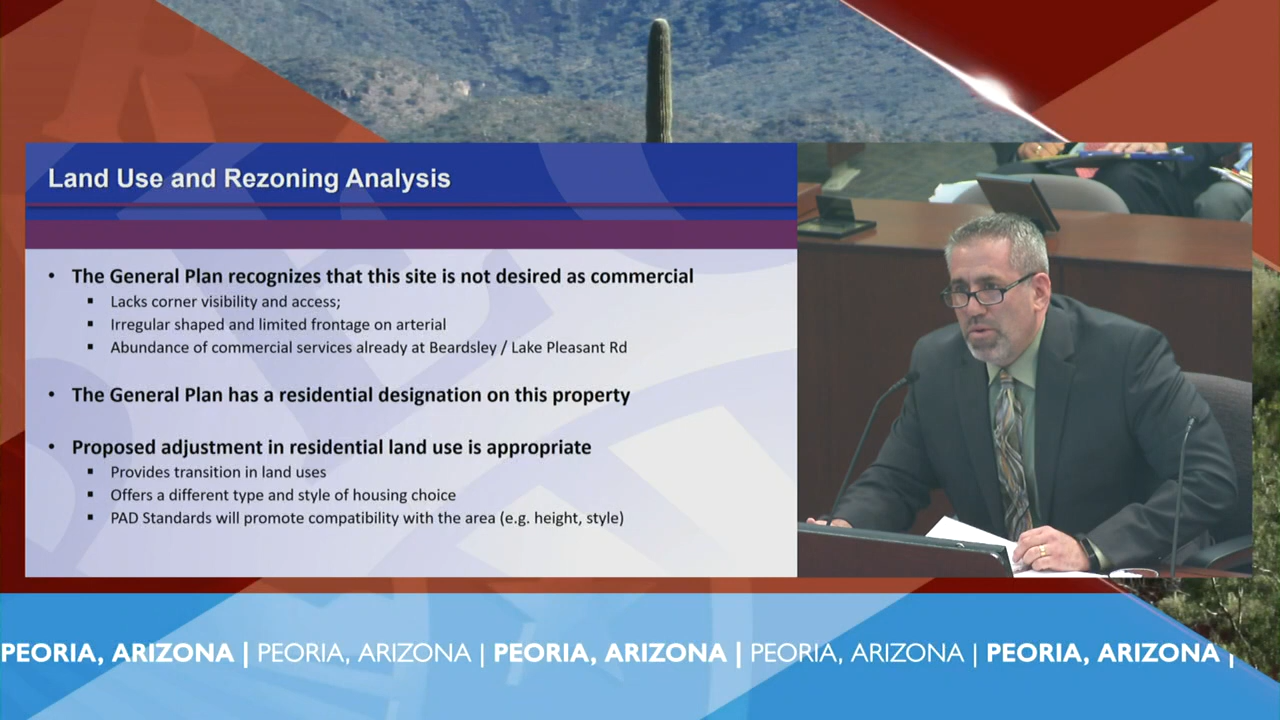 Land Use and Rezoning Analysis
• The General Plan recognizes that this site is not desired as commercial
▪ Lacks corner visibility and access;
▪ Irregular shaped and limited frontage on arterial
▪ Abundance of commercial services already at Beardsley / Lake Pleasant Rd
• The General Plan has a residential designation on this property
• Proposed adjustment in residential land use is appropriate
▪ Provides transition in land uses
▪ Offers a different type and style of housing choice
▪ PAD Standards will promote compatibility with the area (e.g. height, style)
PEORIA, ARIZONA | PEORIA, ARIZONA | PEORIA, ARIZONA | PEORIA, ARIZONA | PEORIA, ARIZONA |